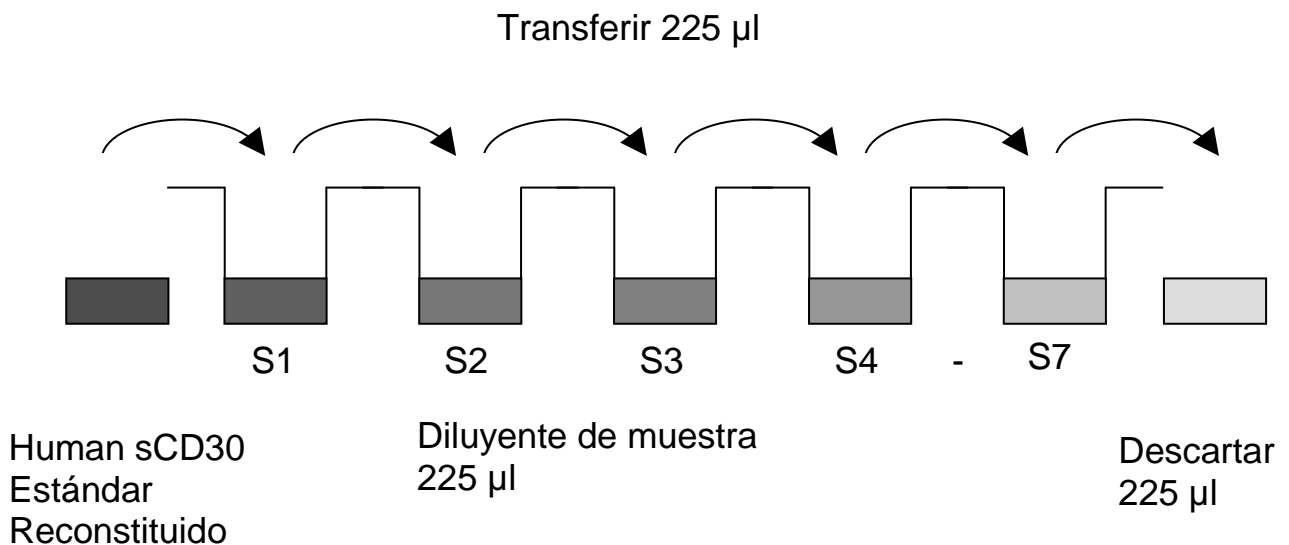 Transferir 225 µl
S1 S2 S3 S4 - S7
Human sCD30
Estándar
Reconstituido
Diluyente de muestra
225 µl
Descartar
225 µl